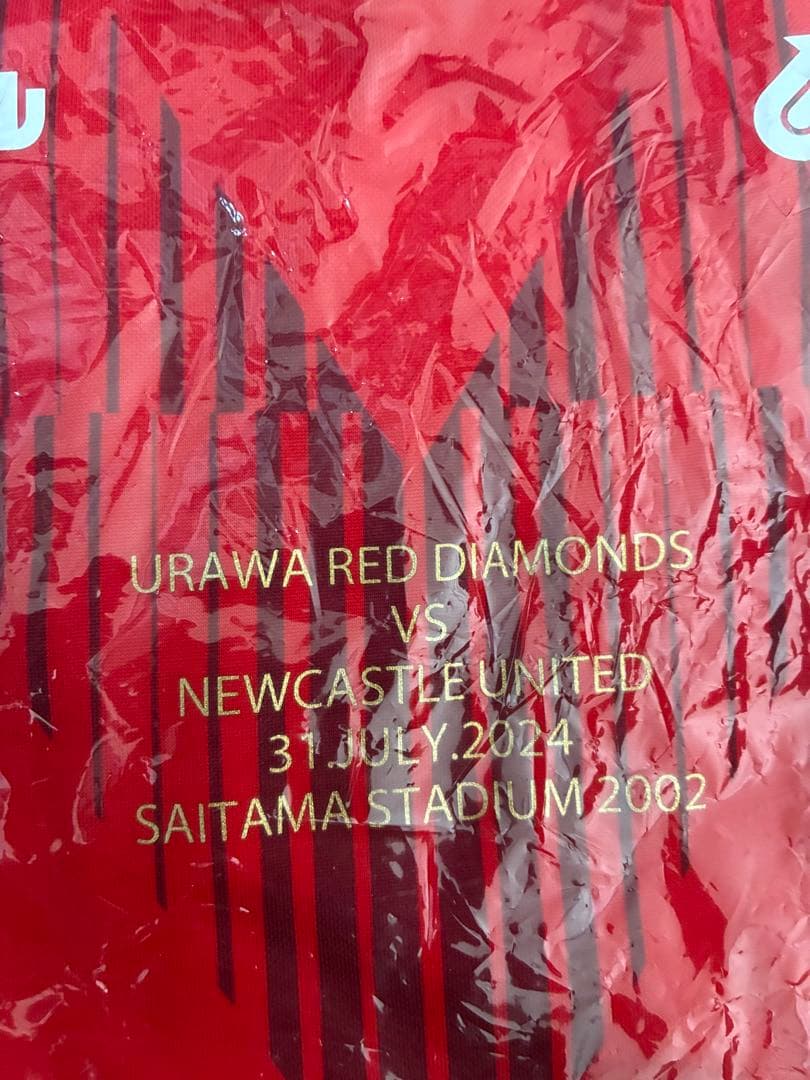 URAWA RED DIAMONDS
VS
NEWCASTLE UNITED
31.JULY.2024
SAITAMA STADIUM 2002